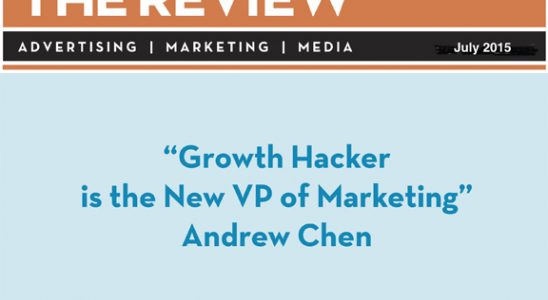 THE REVIEW
ADVERTISING | MARKETING | MEDIA July 2015
“Growth Hacker
is the New VP of Marketing”
Andrew Chen